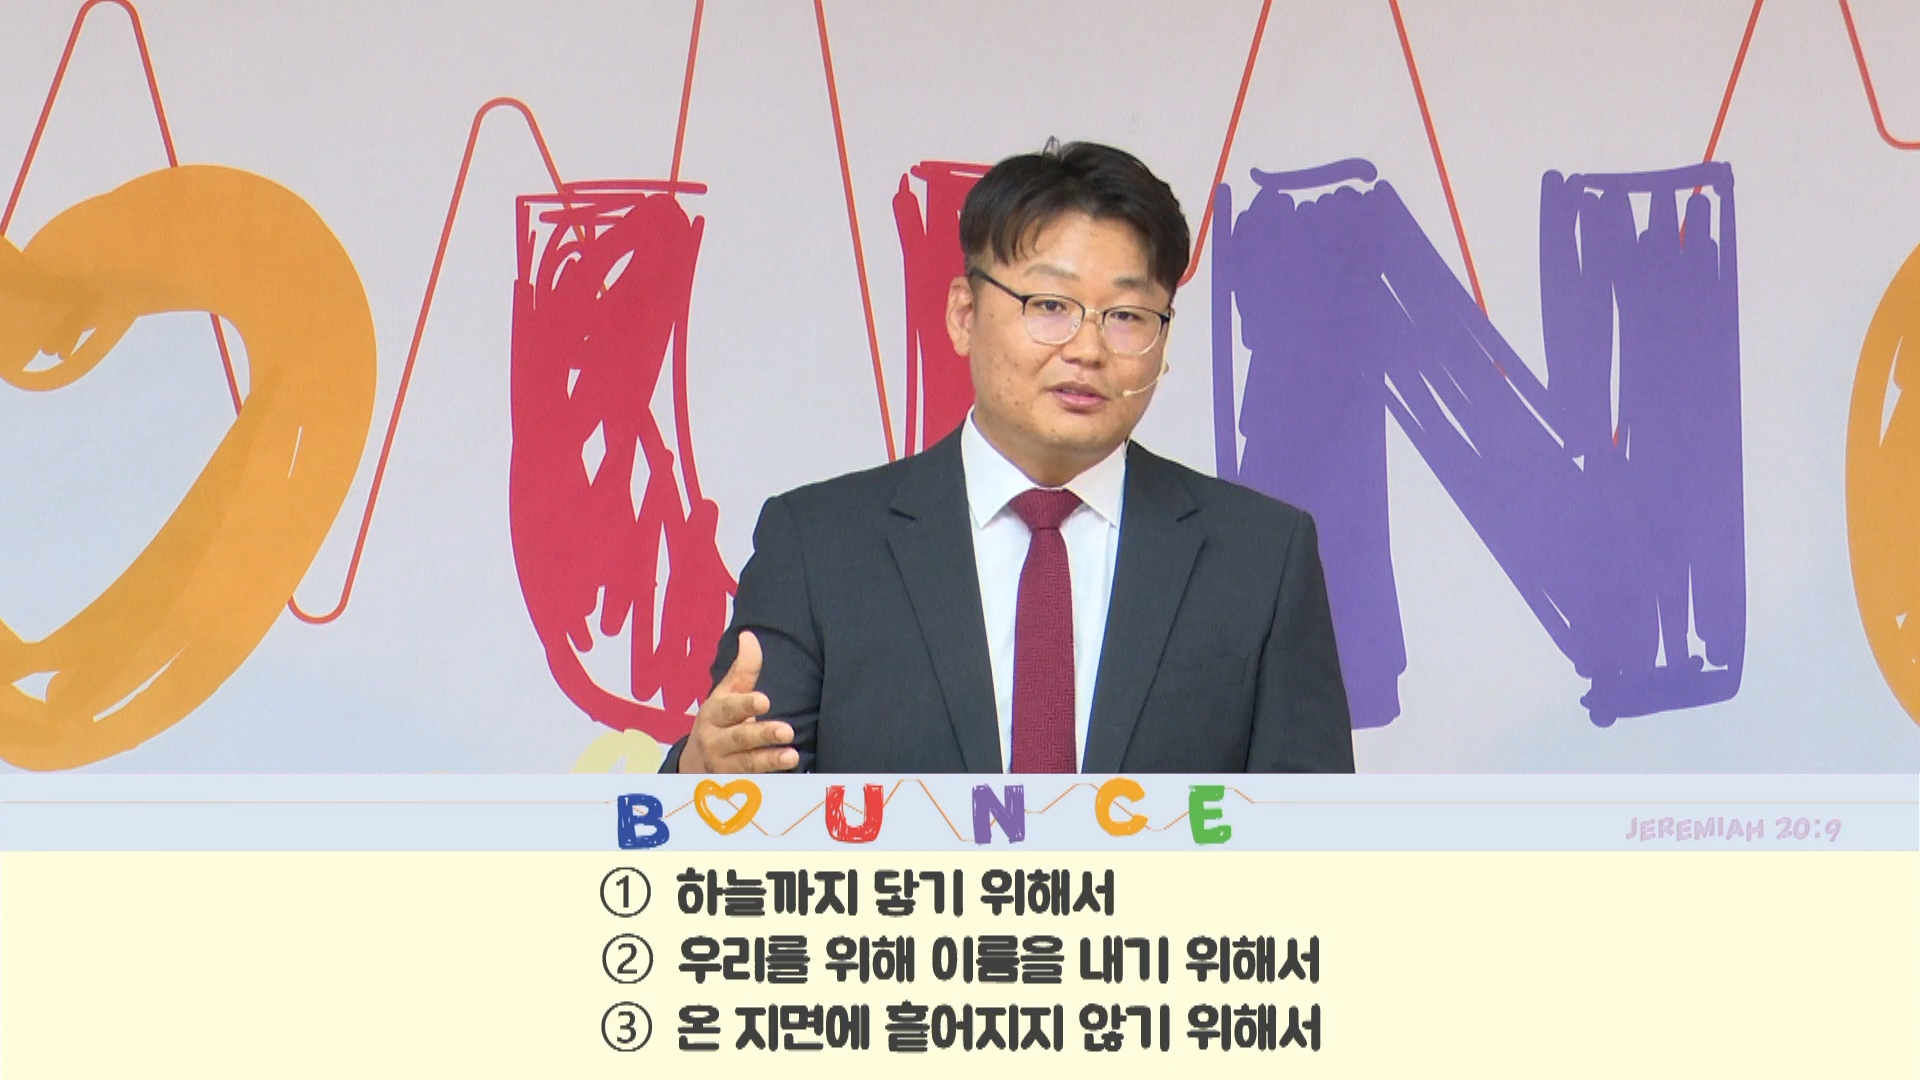 OUNC
BOUNCE
JEREMIAH 20:9
① 하늘까지 닿기 위해서
② 우리를 위해 이름을 내기 위해서
③ 온 지면에 흩어지지 않기 위해서